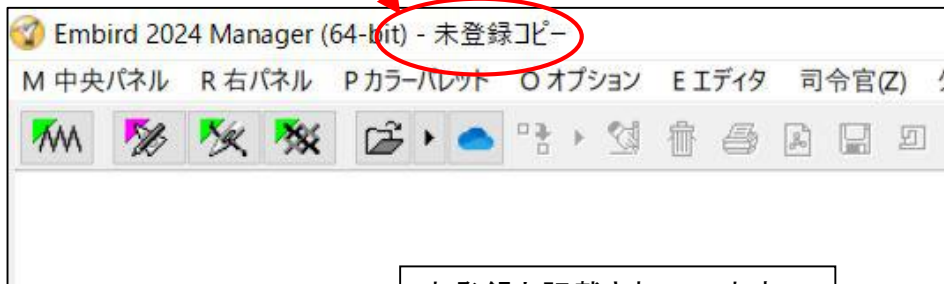 Embird 2024 Manager (64-bit) - 未登録コピー
M 中央パネル R 右パネル P カラーパレット O オプション E エディタ 司令官(Z)